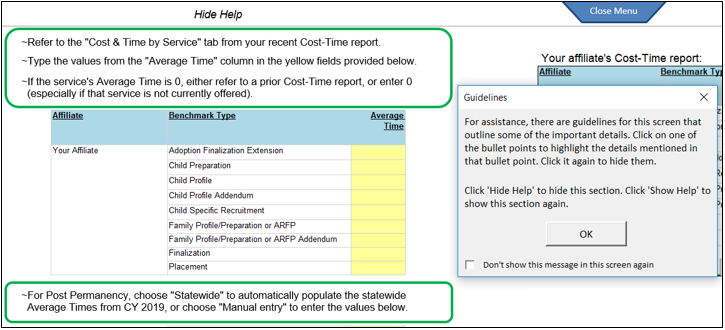 Hide Help
Close Menu
~Refer to the "Cost & Time by Service" tab from your recent Cost-Time report.
~Type the values from the "Average Time" column in the yellow fields provided below.
~If the service's Average Time is 0, either refer to a prior Cost-Time report, or enter 0
(especially if that service is not currently offered).
Your affiliate's Cost-Time report:
Affiliate Benchmark Typ
Affiliate Benchmark Type Average
Time
Your Affiliate Adoption Finalization Extension
Child Preparation
Child Profile
Child Profile Addendum
Child Specific Recruitment
Family Profile/Preparation or ARFP
Family Profile/Preparation or ARFP Addendum
Finalization
Placement
Guidelines
For assistance, there are guidelines for this screen that
outline some of the important details. Click on one of
the bullet points to highlight the details mentioned in
that bullet point. Click it again to hide them.
Click 'Hide Help' to hide this section. Click 'Show Help' to
show this section again.
OK
Don't show this message in this screen again
~For Post Permanency, choose "Statewide" to automatically populate the statewide
Average Times from CY 2019, or choose "Manual entry" to enter the values below.